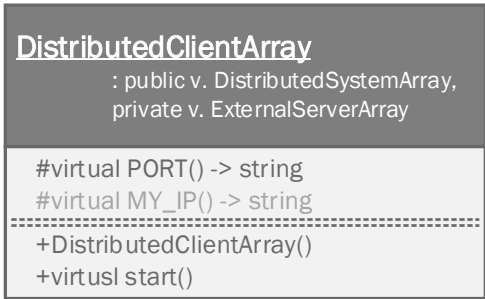 DistributedClientArray
: public v. DistributedSystemArray,
private v. ExternalServerArray
#virtual PORT() -> string
#virtual MY_IP() -> string
+DistributedClientArray()
+virtusl start()